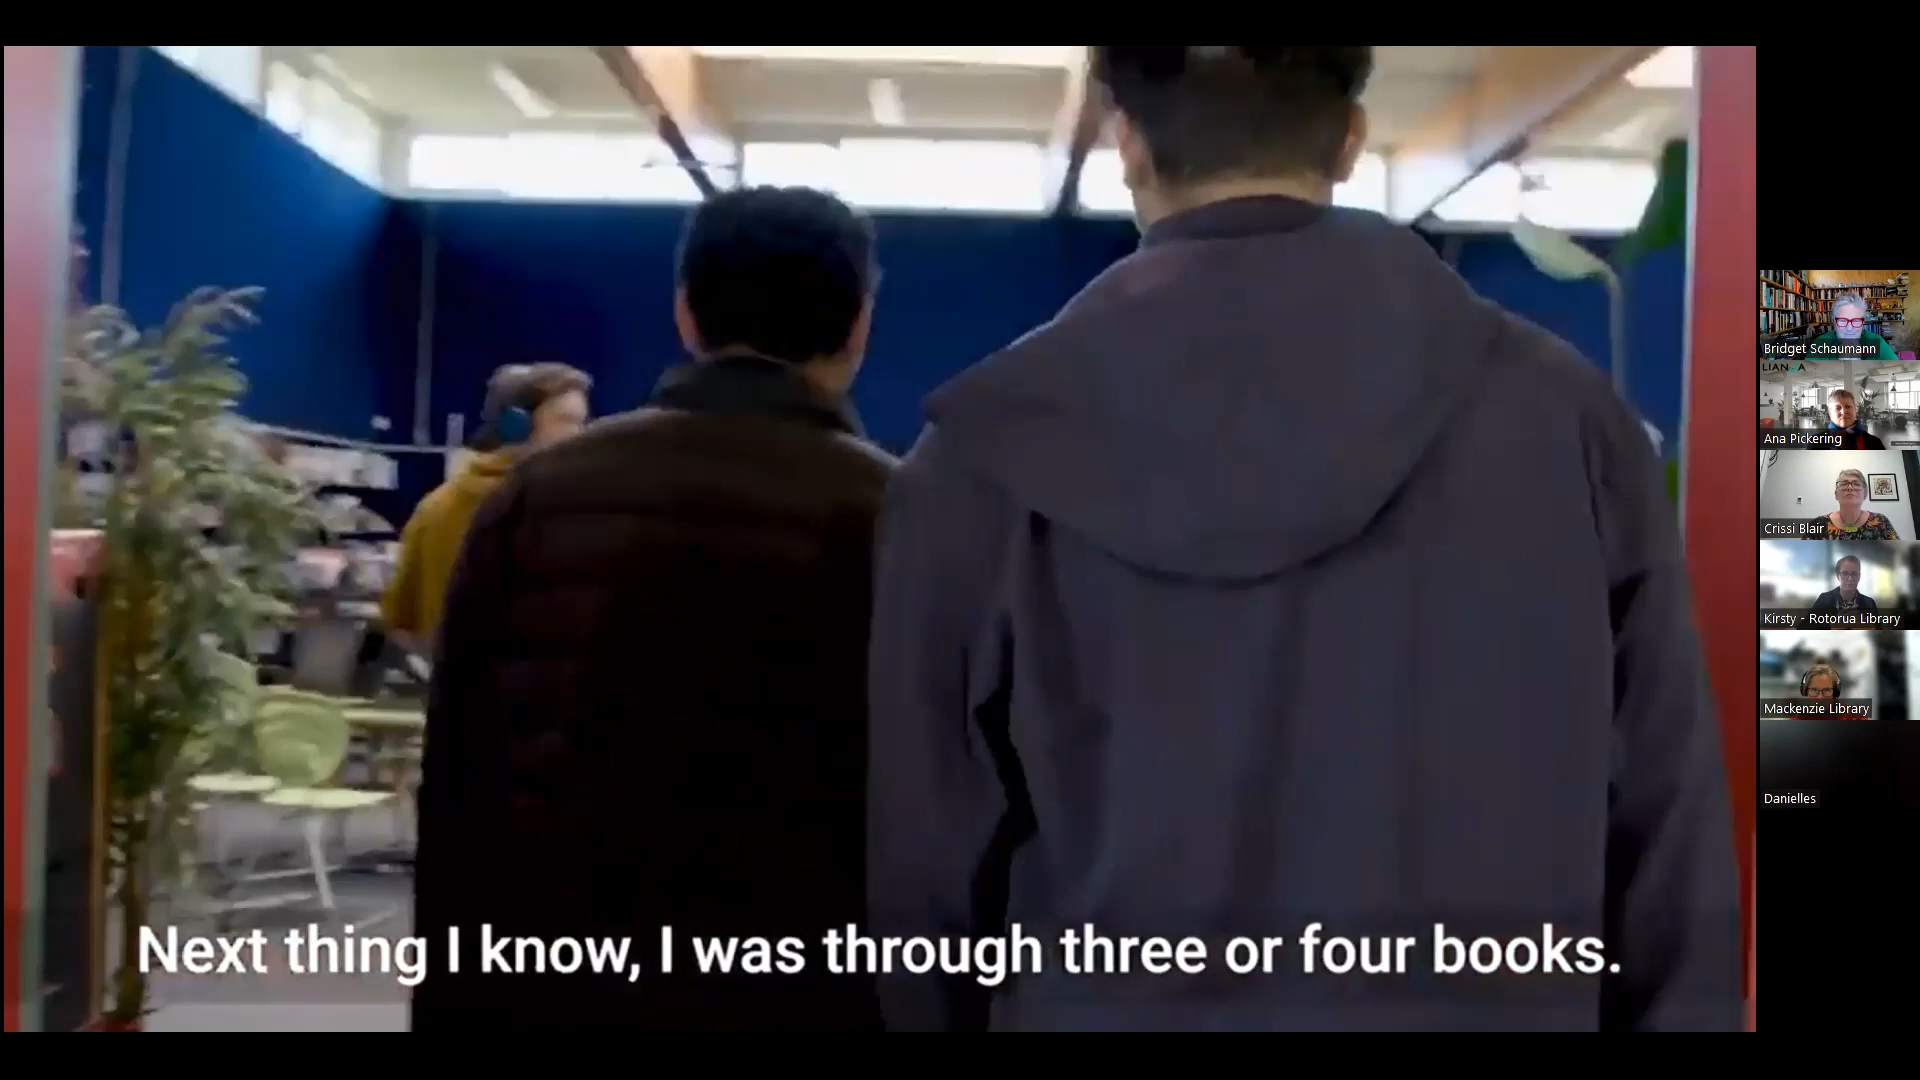 Next thing I know, I was through three or four books.
Bridget Schaumann
LIANZA
Ana Pickering
Crissi Blair
Kirsty - Rotorua Library
Mackenzie Library
Danielles